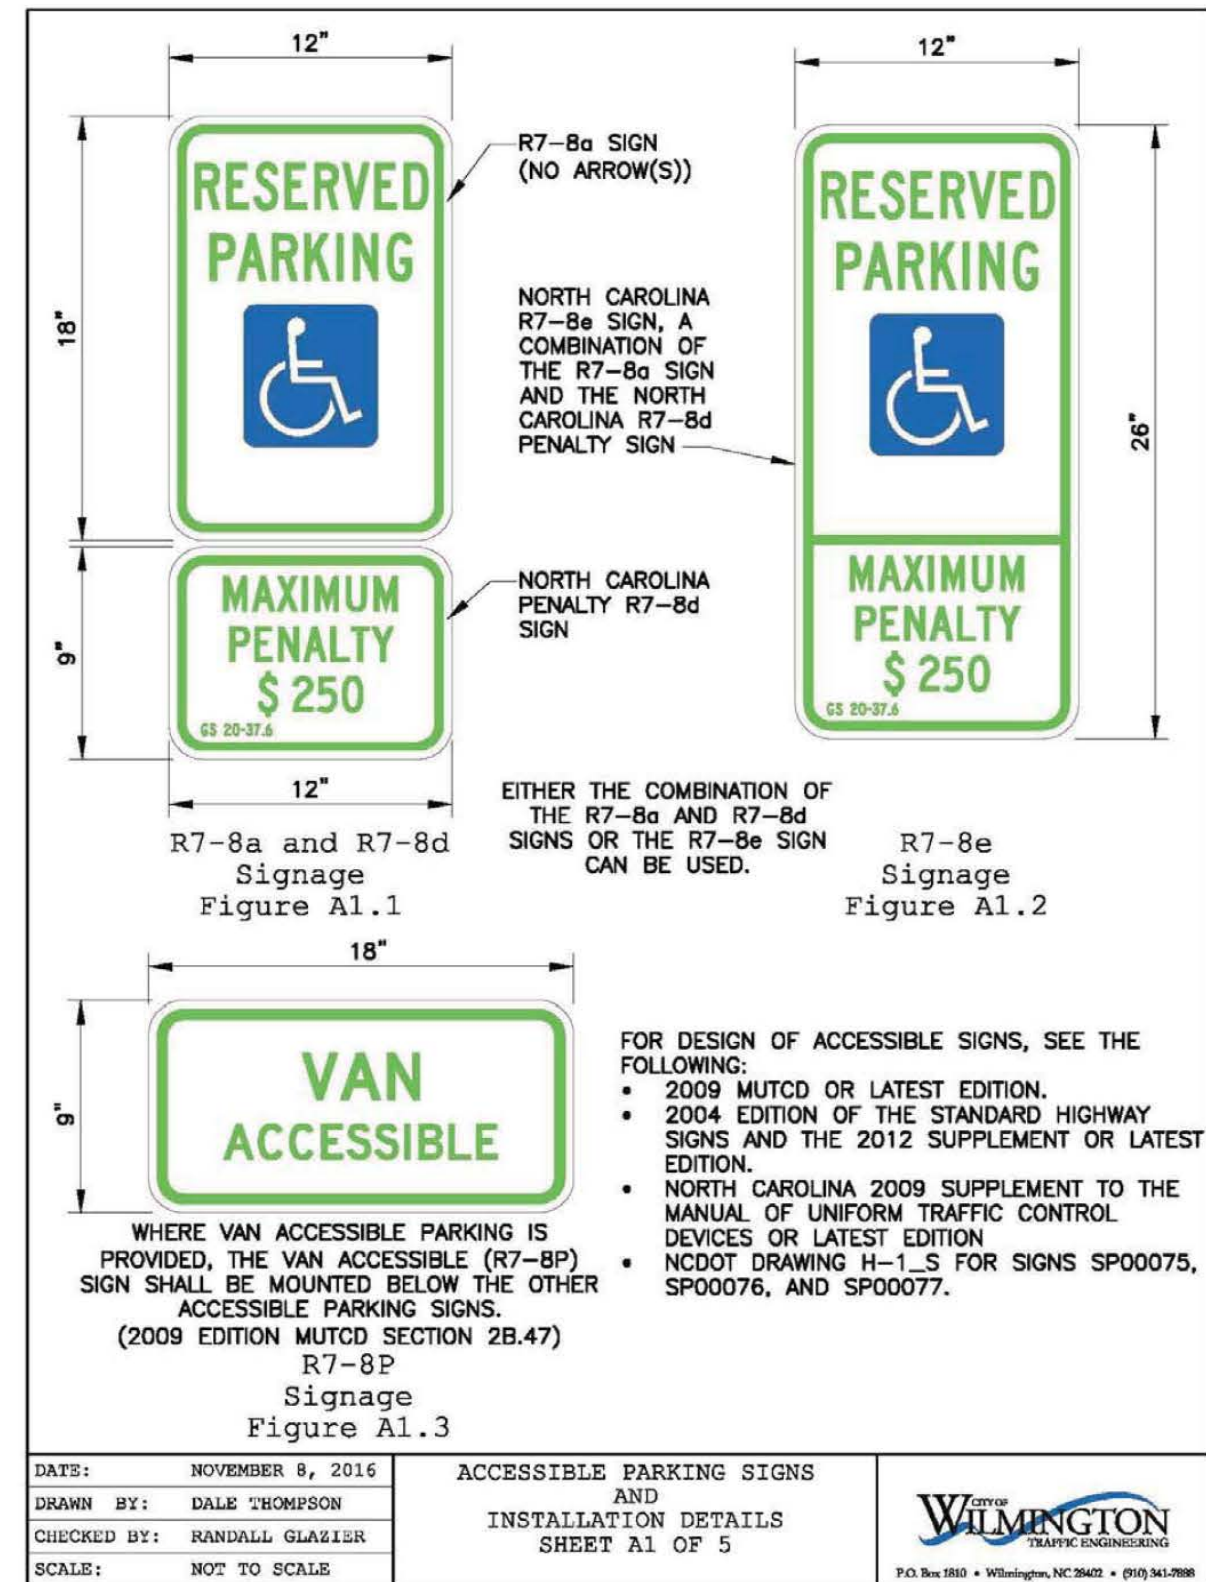 12"
18"
RESERVED
PARKING
R7-8a SIGN
(NO ARROW(S))
9"
MAXIMUM
PENALTY
$ 250
GS 20-37.6
NORTH CAROLINA
PENALTY R7-8d
SIGN
12"
R7-8a and R7-8d
Signage
Figure A1.1
NORTH CAROLINA
R7-8e SIGN, A
COMBINATION OF
THE R7-8a SIGN
AND THE NORTH
CAROLINA R7-8d
PENALTY SIGN
12"
26"
RESERVED
PARKING
MAXIMUM
PENALTY
$ 250
GS 20-37.6
EITHER THE COMBINATION OF
THE R7-8a AND R7-8d
SIGNS OR THE R7-8e SIGN
CAN BE USED.
R7-8e
Signage
Figure A1.2
18"
9"
VAN
ACCESSIBLE
WHERE VAN ACCESSIBLE PARKING IS
PROVIDED, THE VAN ACCESSIBLE (R7-8P)
SIGN SHALL BE MOUNTED BELOW THE OTHER
ACCESSIBLE PARKING SIGNS.
(2009 EDITION MUTCD SECTION 2B.47)
R7-8P
Signage
Figure A1.3
FOR DESIGN OF ACCESSIBLE SIGNS, SEE THE
FOLLOWING:
• 2009 MUTCD OR LATEST EDITION.
• 2004 EDITION OF THE STANDARD HIGHWAY
SIGNS AND THE 2012 SUPPLEMENT OR LATEST
EDITION.
• NORTH CAROLINA 2009 SUPPLEMENT TO THE
MANUAL OF UNIFORM TRAFFIC CONTROL
DEVICES OR LATEST EDITION
• NCDOT DRAWING H-1_S FOR SIGNS SP00075,
SP00076, AND SP00077.
DATE: NOVEMBER 8, 2016
DRAWN BY: DALE THOMPSON
CHECKED BY: RANDALL GLAZIER
SCALE: NOT TO SCALE
ACCESSIBLE PARKING SIGNS
AND
INSTALLATION DETAILS
SHEET A1 OF 5
CITY OF
WILMINGTON
TRAFFIC ENGINEERING
P.O. Box 1810 • Wilmington, NC 28402 • (910) 341-7888